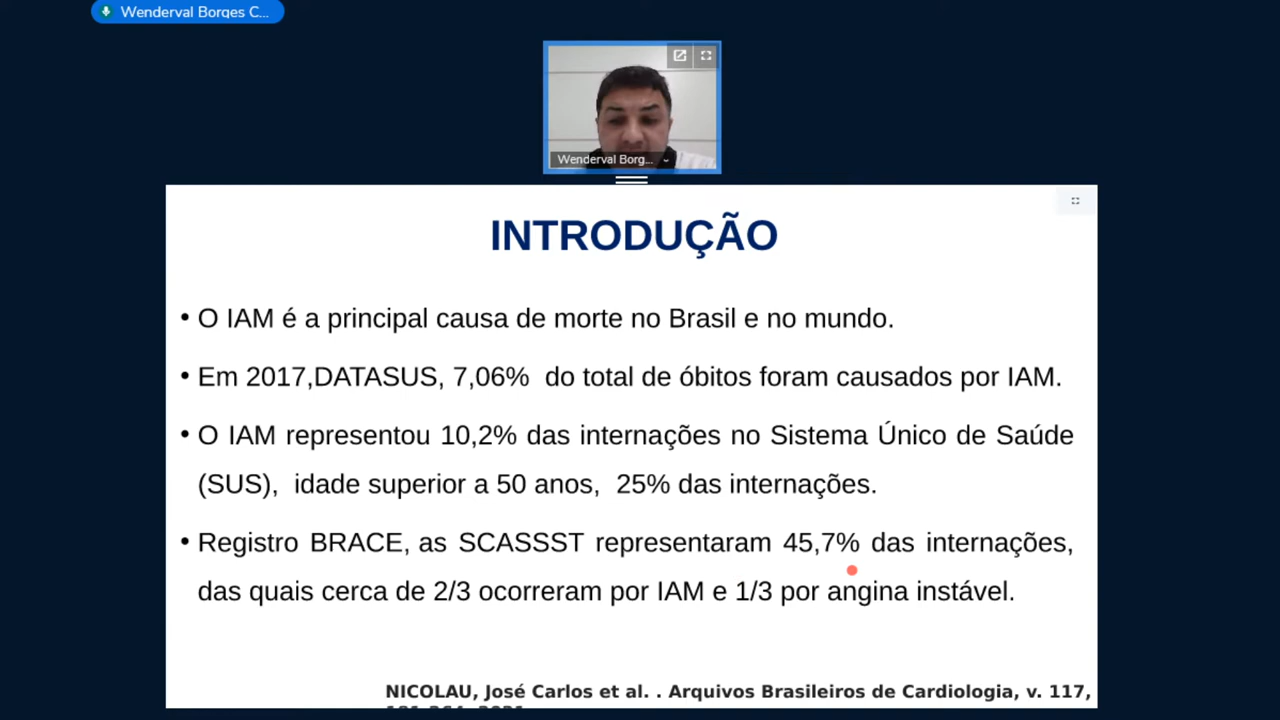 Wenderval Borges C...
Wenderval Borg...
INTRODUÇÃO
• O IAM é a principal causa de morte no Brasil e no mundo.
• Em 2017,DATASUS, 7,06% do total de óbitos foram causados por IAM.
• O IAM representou 10,2% das internações no Sistema Único de Saúde
(SUS), idade superior a 50 anos, 25% das internações.
• Registro BRACE, as SCASSST representaram 45,7% das internações,
das quais cerca de 2/3 ocorreram por IAM e 1/3 por angina instável.
NICOLAU, José Carlos et al. . Arquivos Brasileiros de Cardiologia, v. 117,